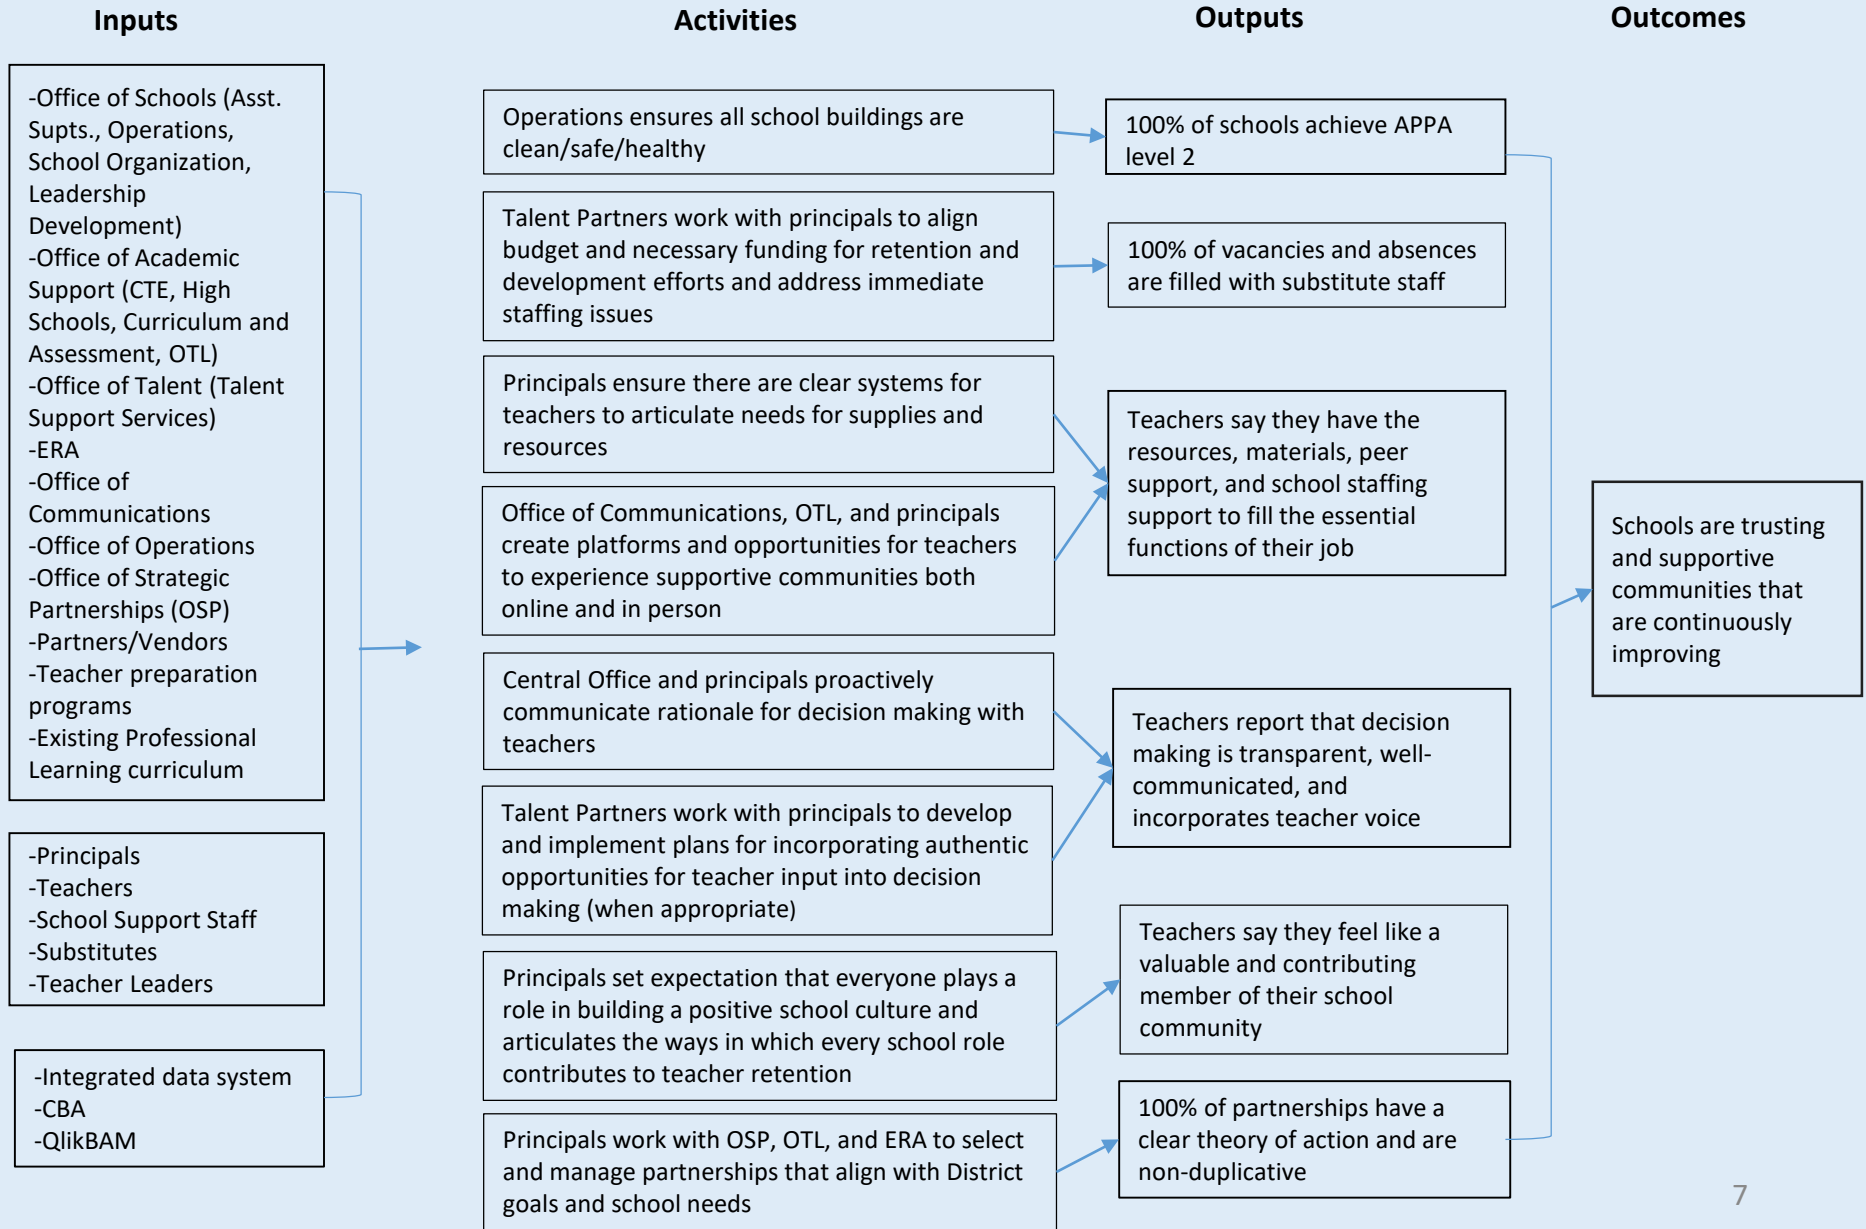 Inputs
Activities
Outputs
Outcomes
-Office of Schools (Asst.
Supts., Operations,
School Organization,
Leadership
Development)
-Office of Academic
Support (CTE, High
Schools, Curriculum and
Assessment, OTL)
-Office of Talent (Talent
Support Services)
-ERA
-Office of
Communications
-Office of Operations
-Office of Strategic
Partnerships (OSP)
-Partners/Vendors
-Teacher preparation
programs
-Existing Professional
Learning curriculum
-Principals
-Teachers
-School Support Staff
-Substitutes
-Teacher Leaders
-Integrated data system
-CBA
-QlikBAM
Operations ensures all school buildings are
clean/safe/healthy
Talent Partners work with principals to align
budget and necessary funding for retention and
development efforts and address immediate
staffing issues
Principals ensure there are clear systems for
teachers to articulate needs for supplies and
resources
Office of Communications, OTL, and principals
create platforms and opportunities for teachers
to experience supportive communities both
online and in person
Central Office and principals proactively
communicate rationale for decision making with
teachers
Talent Partners work with principals to develop
and implement plans for incorporating authentic
opportunities for teacher input into decision
making (when appropriate)
Principals set expectation that everyone plays a
role in building a positive school culture and
articulates the ways in which every school role
contributes to teacher retention
Principals work with OSP, OTL, and ERA to select
and manage partnerships that align with District
goals and school needs
100% of schools achieve APPA
level 2
100% of vacancies and absences
are filled with substitute staff
Teachers say they have the
resources, materials, peer
support, and school staffing
support to fill the essential
functions of their job
Teachers report that decision
making is transparent, well-
communicated, and
incorporates teacher voice
Teachers say they feel like a
valuable and contributing
member of their school
community
100% of partnerships have a
clear theory of action and are
non-duplicative
Schools are trusting
and supportive
communities that
are continuously
improving
7